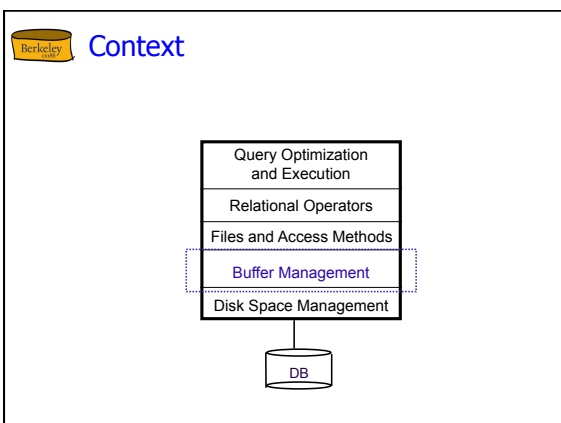 Berkeley
cs186
Context
Query Optimization
and Execution
Relational Operators
Files and Access Methods
Buffer Management
Disk Space Management
DB